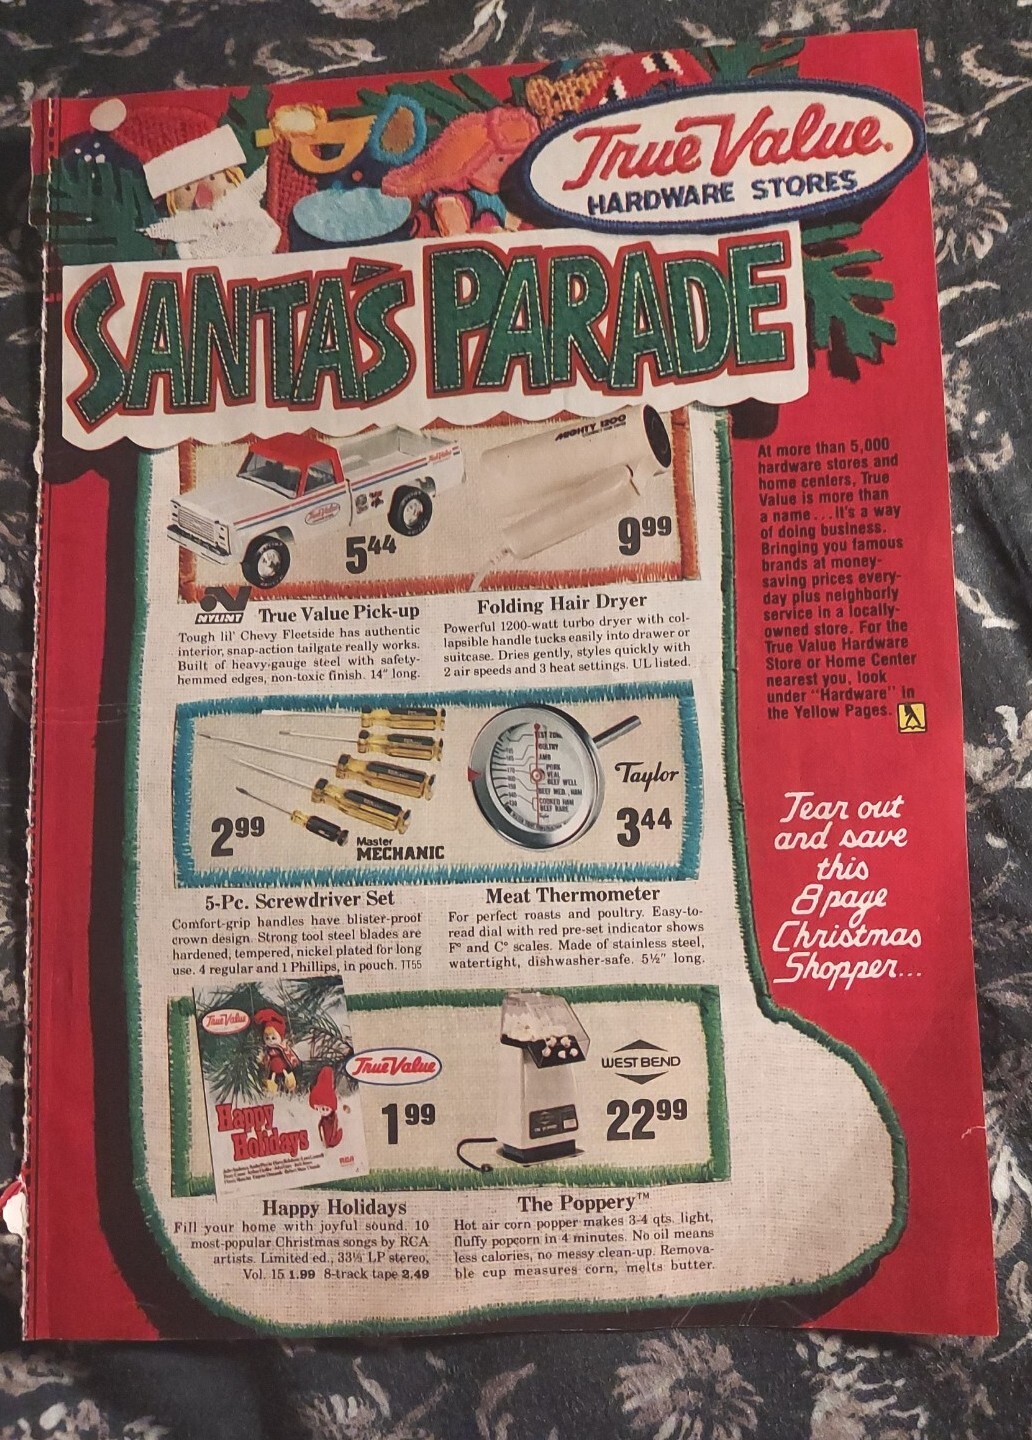 True Value.
HARDWARE STORES
SANTA'S PARADE
At more than 5,000
hardware stores and
home centers, True
Value is more than
a name...it's a way
of doing business.
Bringing you famous
brands at money-
saving prices every-
day plus neighborly
service in a locally-
owned store. For the
True Value Hardware
Store or Home Center
nearest you, look
under "Hardware" in
the Yellow Pages.
Tear out
and save
this
8 page
Christmas
Shopper...
True Value
5 44
MIGHTY 1200
9 99
NYLINT
True Value Pick-up
Tough lil' Chevy Fleetside has authentic
interior, snap-action tailgate really works.
Built of heavy-gauge steel with safety-
hemmed edges, non-toxic finish. 14" long.
Folding Hair Dryer
Powerful 1200-watt turbo dryer with col-
lapsible handle tucks easily into drawer or
suitcase. Dries gently, styles quickly with
2 air speeds and 3 heat settings. UL listed.
2 99
Master
MECHANIC
Taylor
3 44
5-Pc. Screwdriver Set
Comfort-grip handles have blister-proof
crown design. Strong tool steel blades are
hardened, tempered, nickel plated for long
use. 4 regular and 1 Phillips, in pouch. TT55
Meat Thermometer
For perfect roasts and poultry. Easy-to-
read dial with red pre-set indicator shows
F° and C° scales. Made of stainless steel,
watertight, dishwasher-safe. 5½" long.
True Value
Happy
Holidays
RCA
True Value
1 99
WEST BEND
22 99
Happy Holidays
Fill your home with joyful sound. 10
most-popular Christmas songs by RCA
artists. Limited ed., 33⅓ LP stereo,
Vol. 15 1.99 8-track tape 2.49
The Poppery™
Hot air corn popper makes 3-4 qts. light,
fluffy popcorn in 4 minutes. No oil means
less calories, no messy clean-up. Remova-
ble cup measures corn, melts butter.